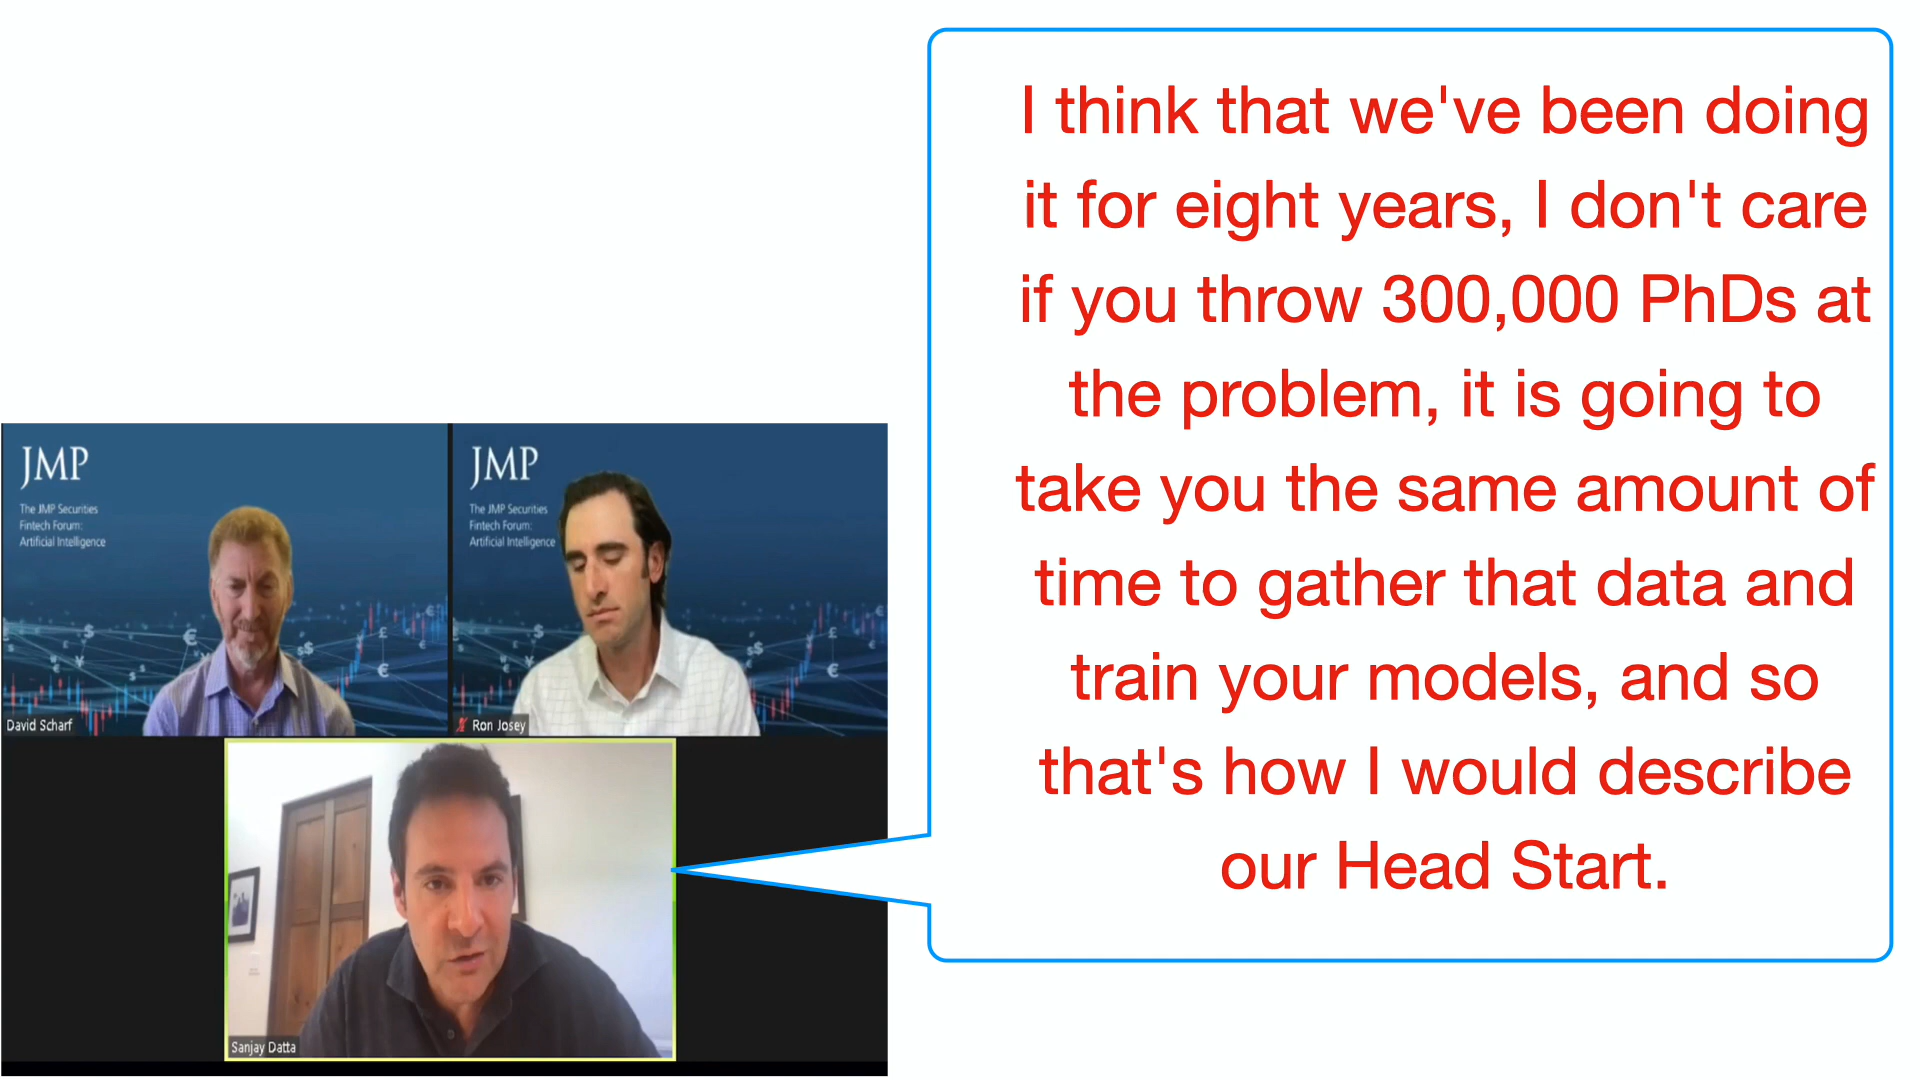 I think that we've been doing
it for eight years, I don't care
if you throw 300,000 PhDs at
the problem, it is going to
take you the same amount of
time to gather that data and
train your models, and so
that's how I would describe
our Head Start.
JMP
The JMP Securities
Fintech Forum:
Artificial Intelligence
David Scharf
JMP
The JMP Securities
Fintech Forum:
Artificial Intelligence
Ron Josey
Sanjay Datta